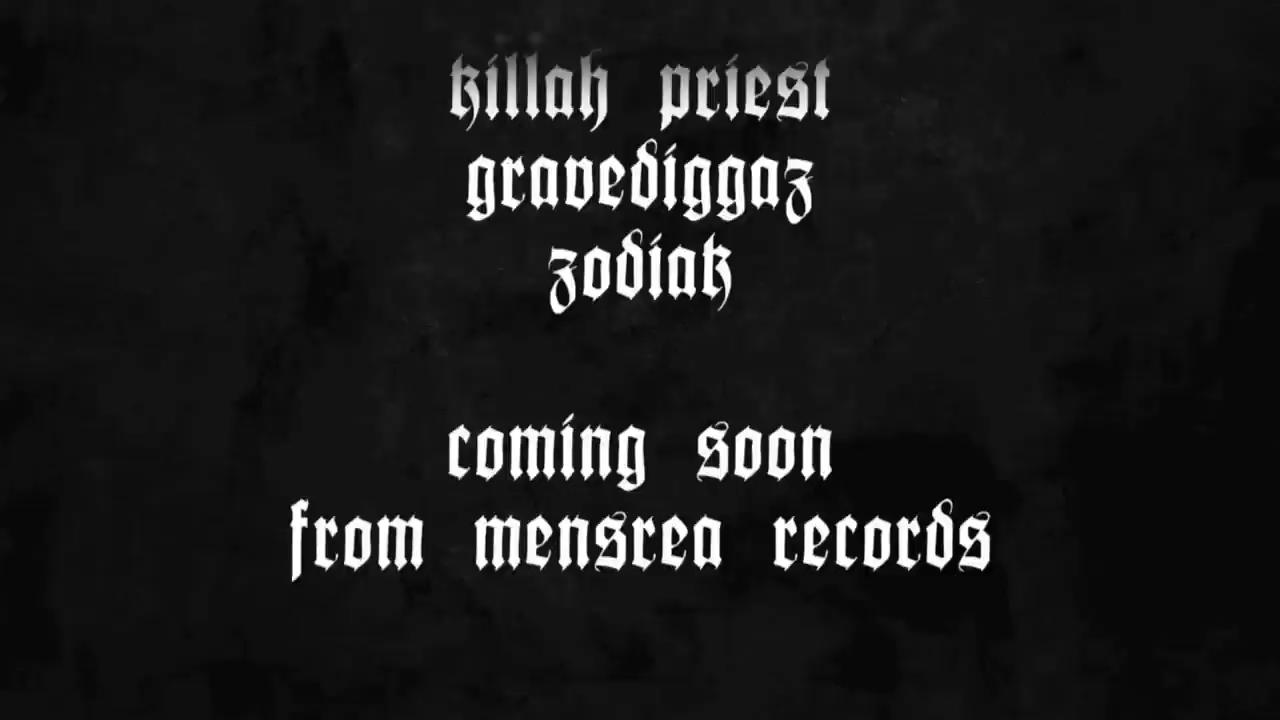 killah priest
gravediggaz
zodiak
coming soon
from mensrea records